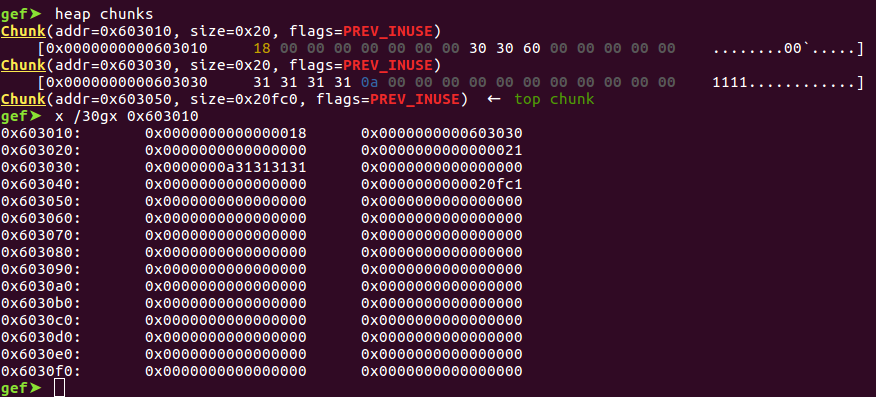 gef➤  heap chunks
Chunk(addr=0x603010, size=0x20, flags=PREV_INUSE)
    [0x0000000000603010     18 00 00 00 00 00 00 00 30 30 60 00 00 00 00 00    ........00`.....]
Chunk(addr=0x603030, size=0x20, flags=PREV_INUSE)
    [0x0000000000603030     31 31 31 31 0a 00 00 00 00 00 00 00 00 00 00 00    1111............]
Chunk(addr=0x603050, size=0x20fc0, flags=PREV_INUSE)  ←  top chunk
gef➤  x /30gx 0x603010
0x603010:       0x0000000000000018      0x0000000000603030
0x603020:       0x0000000000000000      0x0000000000000021
0x603030:       0x0000000a31313131      0x0000000000000000
0x603040:       0x0000000000000000      0x0000000000020fc1
0x603050:       0x0000000000000000      0x0000000000000000
0x603060:       0x0000000000000000      0x0000000000000000
0x603070:       0x0000000000000000      0x0000000000000000
0x603080:       0x0000000000000000      0x0000000000000000
0x603090:       0x0000000000000000      0x0000000000000000
0x6030a0:       0x0000000000000000      0x0000000000000000
0x6030b0:       0x0000000000000000      0x0000000000000000
0x6030c0:       0x0000000000000000      0x0000000000000000
0x6030d0:       0x0000000000000000      0x0000000000000000
0x6030e0:       0x0000000000000000      0x0000000000000000
0x6030f0:       0x0000000000000000      0x0000000000000000
gef➤